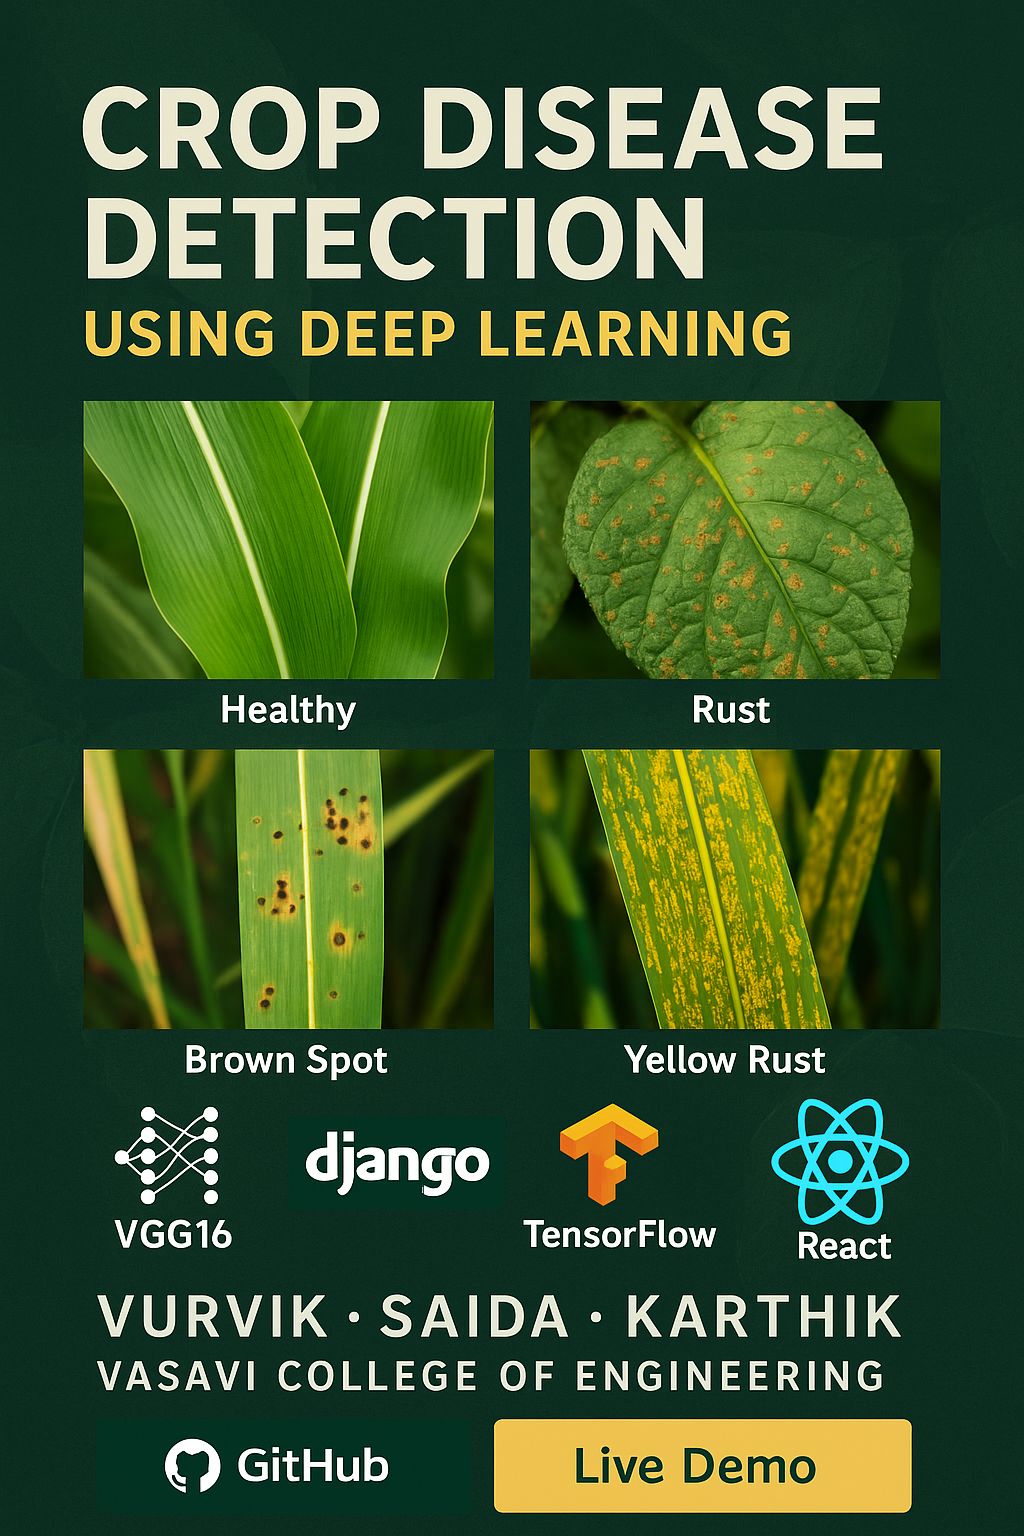 CROP DISEASE
DETECTION
USING DEEP LEARNING
Healthy
Rust
Brown Spot
Yellow Rust
VGG16
django
TensorFlow
React
VURVIK · SAIDA · KARTHIK
VASAVI COLLEGE OF ENGINEERING
GitHub
Live Demo